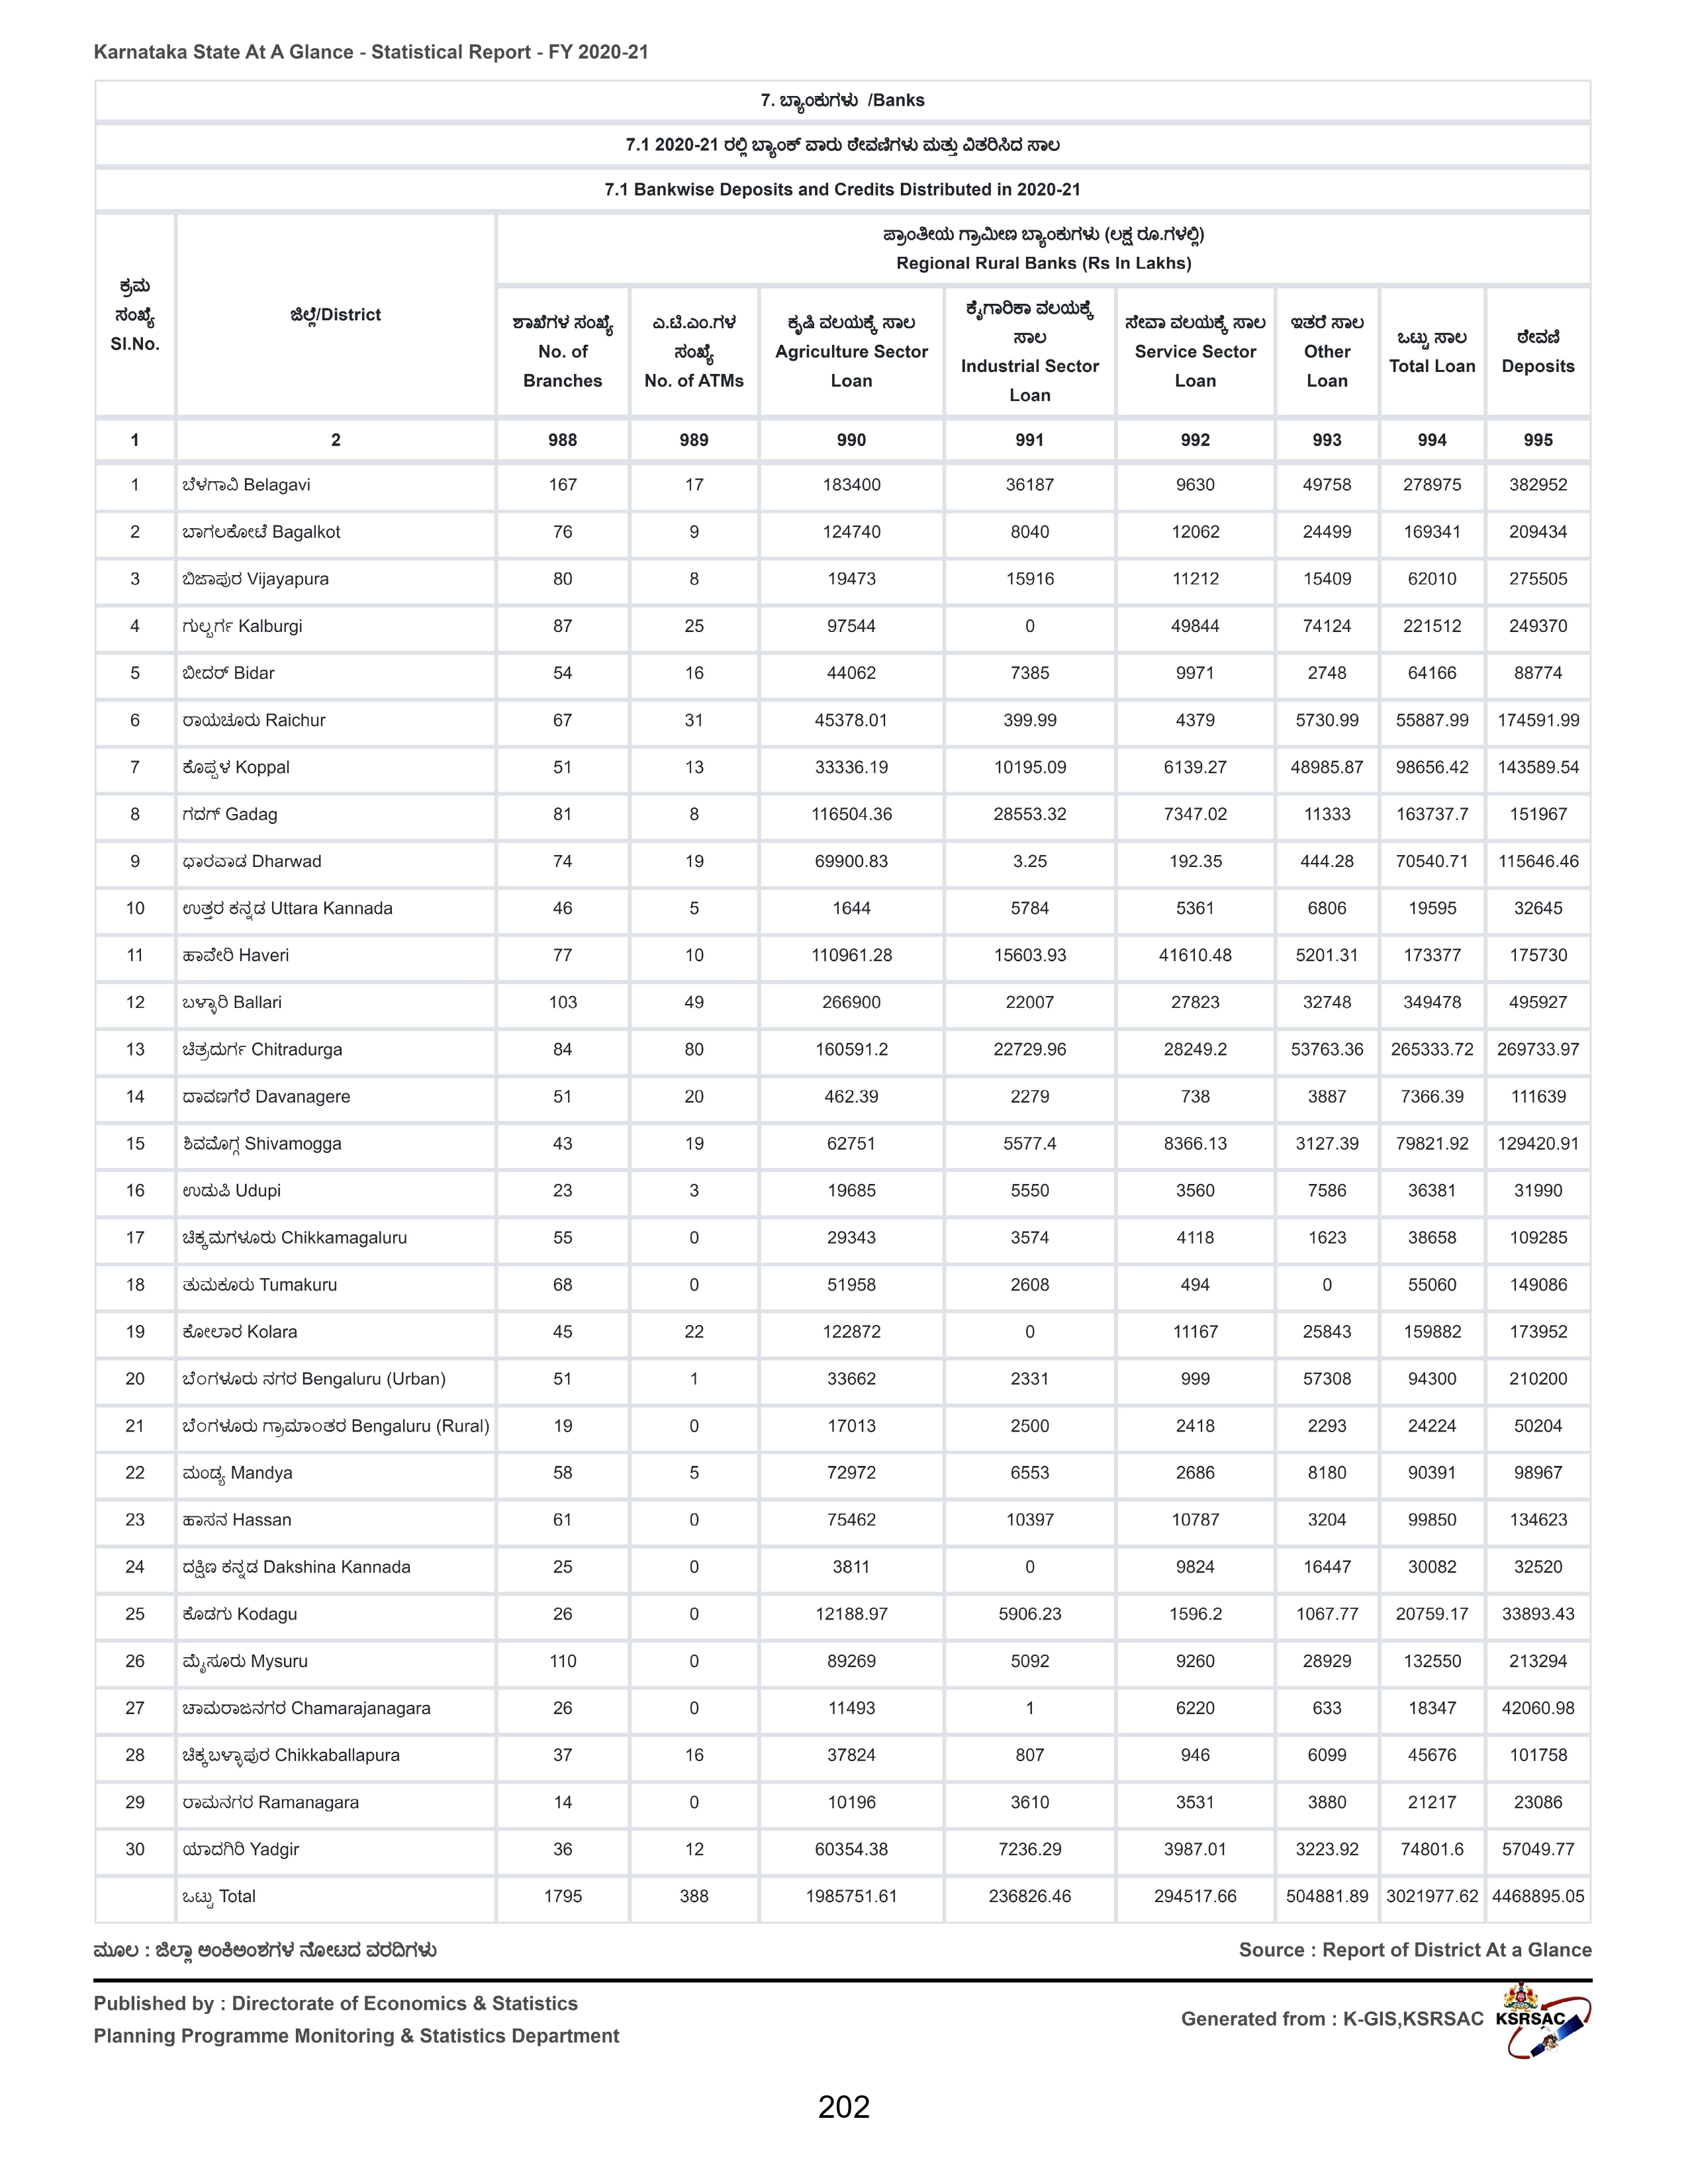 Karnataka State At A Glance - Statistical Report - FY 2020-21
7. ಬ್ಯಾಂಕುಗಳು /Banks
7.1 2020-21 ರಲ್ಲಿ ಬ್ಯಾಂಕ್ ವಾರು ಠೇವಣಿಗಳು ಮತ್ತು ವಿತರಿಸಿದ ಸಾಲ
7.1 Bankwise Deposits and Credits Distributed in 2020-21
ಕ್ರಮ ಸಂಖ್ಯೆ Sl.No.
ಜಿಲ್ಲೆ/District
ಪ್ರಾಂತೀಯ ಗ್ರಾಮೀಣ ಬ್ಯಾಂಕುಗಳು (ಲಕ್ಷ ರೂ.ಗಳಲ್ಲಿ)
Regional Rural Banks (Rs In Lakhs)
ಶಾಖೆಗಳ ಸಂಖ್ಯೆ No. of Branches
ಎ.ಟಿ.ಎಂ.ಗಳ ಸಂಖ್ಯೆ No. of ATMs
ಕೃಷಿ ವಲಯಕ್ಕೆ ಸಾಲ Agriculture Sector Loan
ಕೈಗಾರಿಕಾ ವಲಯಕ್ಕೆ ಸಾಲ Industrial Sector Loan
ಸೇವಾ ವಲಯಕ್ಕೆ ಸಾಲ Service Sector Loan
ಇತರೆ ಸಾಲ Other Loan
ಒಟ್ಟು ಸಾಲ Total Loan
ಠೇವಣಿ Deposits
1 2 988 989 990 991 992 993 994 995
1 ಬೆಳಗಾವಿ Belagavi 167 17 183400 36187 9630 49758 278975 382952
2 ಬಾಗಲಕೋಟೆ Bagalkot 76 9 124740 8040 12062 24499 169341 209434
3 ಬಿಜಾಪುರ Vijayapura 80 8 19473 15916 11212 15409 62010 275505
4 ಗುಲ್ಬರ್ಗ Kalburgi 87 25 97544 0 49844 74124 221512 249370
5 ಬೀದರ್ Bidar 54 16 44062 7385 9971 2748 64166 88774
6 ರಾಯಚೂರು Raichur 67 31 45378.01 399.99 4379 5730.99 55887.99 174591.99
7 ಕೊಪ್ಪಳ Koppal 51 13 33336.19 10195.09 6139.27 48985.87 98656.42 143589.54
8 ಗದಗ್ Gadag 81 8 116504.36 28553.32 7347.02 11333 163737.7 151967
9 ಧಾರವಾಡ Dharwad 74 19 69900.83 3.25 192.35 444.28 70540.71 115646.46
10 ಉತ್ತರ ಕನ್ನಡ Uttara Kannada 46 5 1644 5784 5361 6806 19595 32645
11 ಹಾವೇರಿ Haveri 77 10 110961.28 15603.93 41610.48 5201.31 173377 175730
12 ಬಳ್ಳಾರಿ Ballari 103 49 266900 22007 27823 32748 349478 495927
13 ಚಿತ್ರದುರ್ಗ Chitradurga 84 80 160591.2 22729.96 28249.2 53763.36 265333.72 269733.97
14 ದಾವಣಗೆರೆ Davanagere 51 20 462.39 2279 738 3887 7366.39 111639
15 ಶಿವಮೊಗ್ಗ Shivamogga 43 19 62751 5577.4 8366.13 3127.39 79821.92 129420.91
16 ಉಡುಪಿ Udupi 23 3 19685 5550 3560 7586 36381 31990
17 ಚಿಕ್ಕಮಗಳೂರು Chikkamagaluru 55 0 29343 3574 4118 1623 38658 109285
18 ತುಮಕೂರು Tumakuru 68 0 51958 2608 494 0 55060 149086
19 ಕೋಲಾರ Kolara 45 22 122872 0 11167 25843 159882 173952
20 ಬೆಂಗಳೂರು ನಗರ Bengaluru (Urban) 51 1 33662 2331 999 57308 94300 210200
21 ಬೆಂಗಳೂರು ಗ್ರಾಮಾಂತರ Bengaluru (Rural) 19 0 17013 2500 2418 2293 24224 50204
22 ಮಂಡ್ಯ Mandya 58 5 72972 6553 2686 8180 90391 98967
23 ಹಾಸನ Hassan 61 0 75462 10397 10787 3204 99850 134623
24 ದಕ್ಷಿಣ ಕನ್ನಡ Dakshina Kannada 25 0 3811 0 9824 16447 30082 32520
25 ಕೊಡಗು Kodagu 26 0 12188.97 5906.23 1596.2 1067.77 20759.17 33893.43
26 ಮೈಸೂರು Mysuru 110 0 89269 5092 9260 28929 132550 213294
27 ಚಾಮರಾಜನಗರ Chamarajanagara 26 0 11493 1 6220 633 18347 42060.98
28 ಚಿಕ್ಕಬಳ್ಳಾಪುರ Chikkaballapura 37 16 37824 807 946 6099 45676 101758
29 ರಾಮನಗರ Ramanagara 14 0 10196 3610 3531 3880 21217 23086
30 ಯಾದಗಿರಿ Yadgir 36 12 60354.38 7236.29 3987.01 3223.92 74801.6 57049.77
ಒಟ್ಟು Total 1795 388 1985751.61 236826.46 294517.66 504881.89 3021977.62 4468895.05
ಮೂಲ : ಜಿಲ್ಲಾ ಅಂಕಿಅಂಶಗಳ ನೋಟದ ವರದಿಗಳು Source : Report of District At a Glance
Published by : Directorate of Economics & Statistics
Planning Programme Monitoring & Statistics Department
Generated from : K-GIS,KSRSAC KSRSAC
202